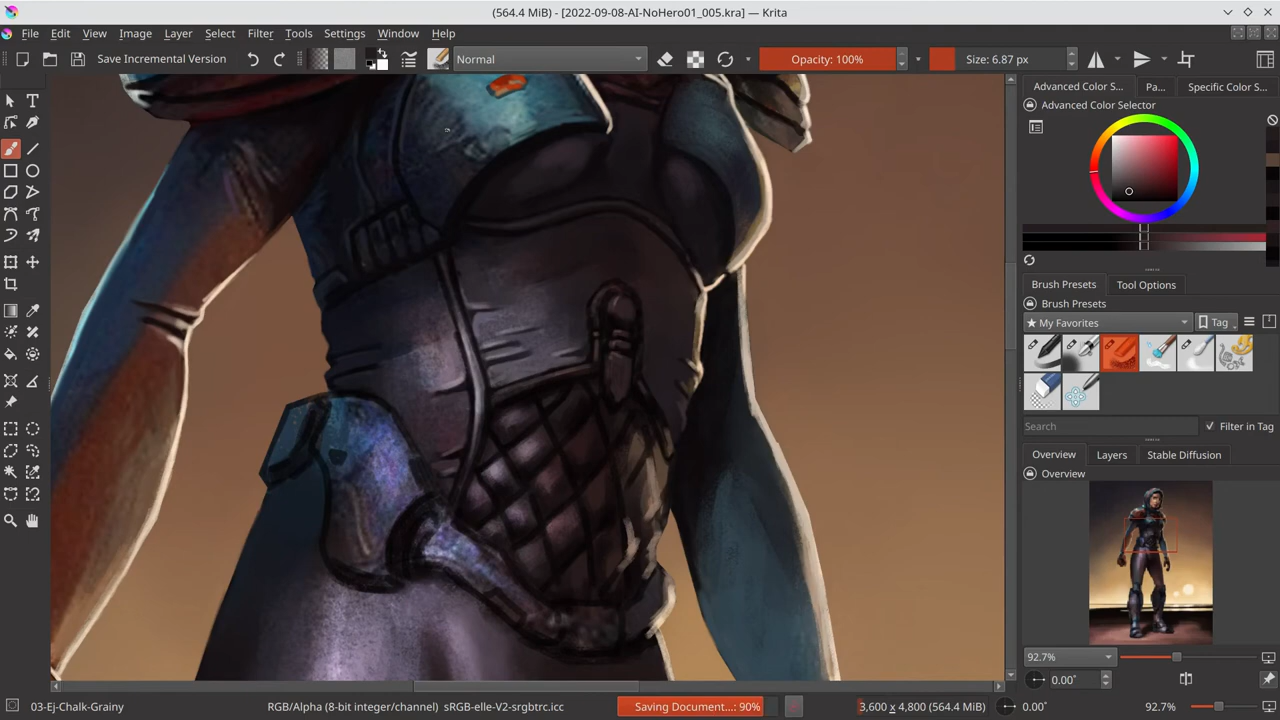 (564.4 MiB) - [2022-09-08-AI-NoHero01_005.kra] — Krita
File Edit View Image Layer Select Filter Tools Settings Window Help
Save Incremental Version Normal Opacity: 100% Size: 6.87 px
Advanced Color S... Pa... Specific Color S...
Advanced Color Selector
Brush Presets Tool Options
Brush Presets
★ My Favorites Tag
Search Filter in Tag
Overview Layers Stable Diffusion
Overview
92.7%
0.00°
03-Ej-Chalk-Grainy RGB/Alpha (8-bit integer/channel) sRGB-elle-V2-srgbtrc.icc Saving Document...: 90% 3,600 x 4,800 (564.4 MiB) 0.00° 92.7%